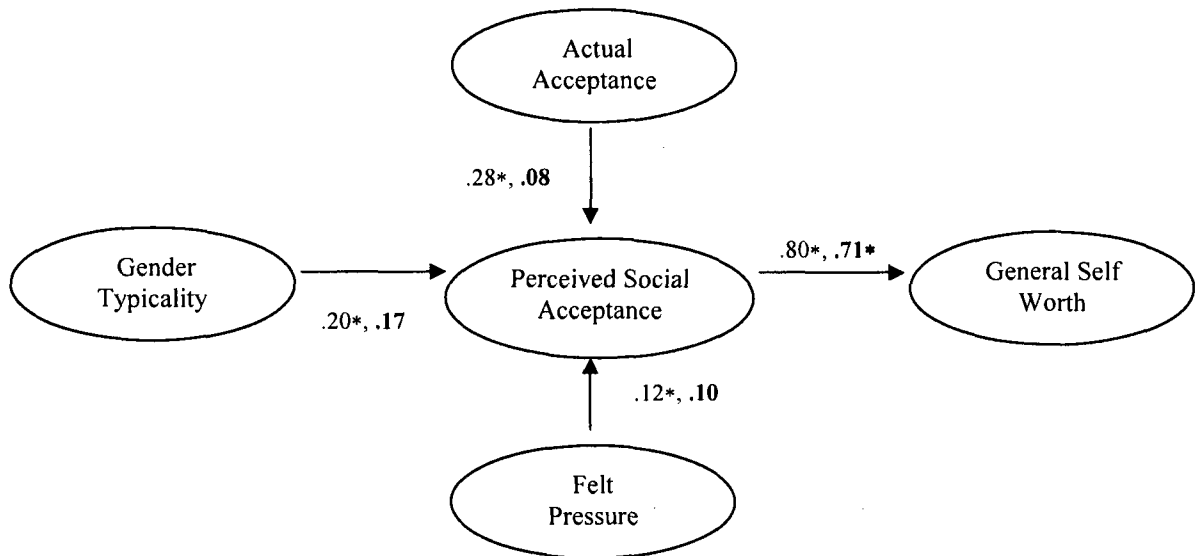 Actual
Acceptance
.28*, .08
Gender
Typicality
.20*, .17
Perceived Social
Acceptance
.80*, .71*
General Self
Worth
.12*, .10
Felt
Pressure